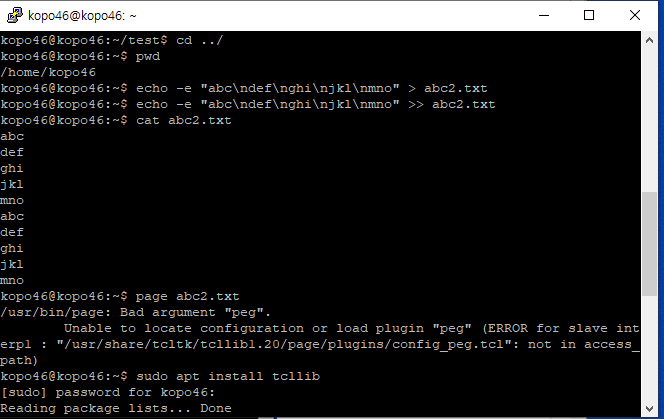 kopo46@kopo46: ~
kopo46@kopo46:~/test$ cd ../
kopo46@kopo46:~$ pwd
/home/kopo46
kopo46@kopo46:~$ echo -e "abc\ndef\nghi\njkl\nmno" > abc2.txt
kopo46@kopo46:~$ echo -e "abc\ndef\nghi\njkl\nmno" >> abc2.txt
kopo46@kopo46:~$ cat abc2.txt
abc
def
ghi
jkl
mno
abc
def
ghi
jkl
mno
kopo46@kopo46:~$ page abc2.txt
/usr/bin/page: Bad argument "peg".
        Unable to locate configuration or load plugin "peg" (ERROR for slave int
erp1 : "/usr/share/tcltk/tcllib1.20/page/plugins/config_peg.tcl": not in access_
path)
kopo46@kopo46:~$ sudo apt install tcllib
[sudo] password for kopo46:
Reading package lists... Done